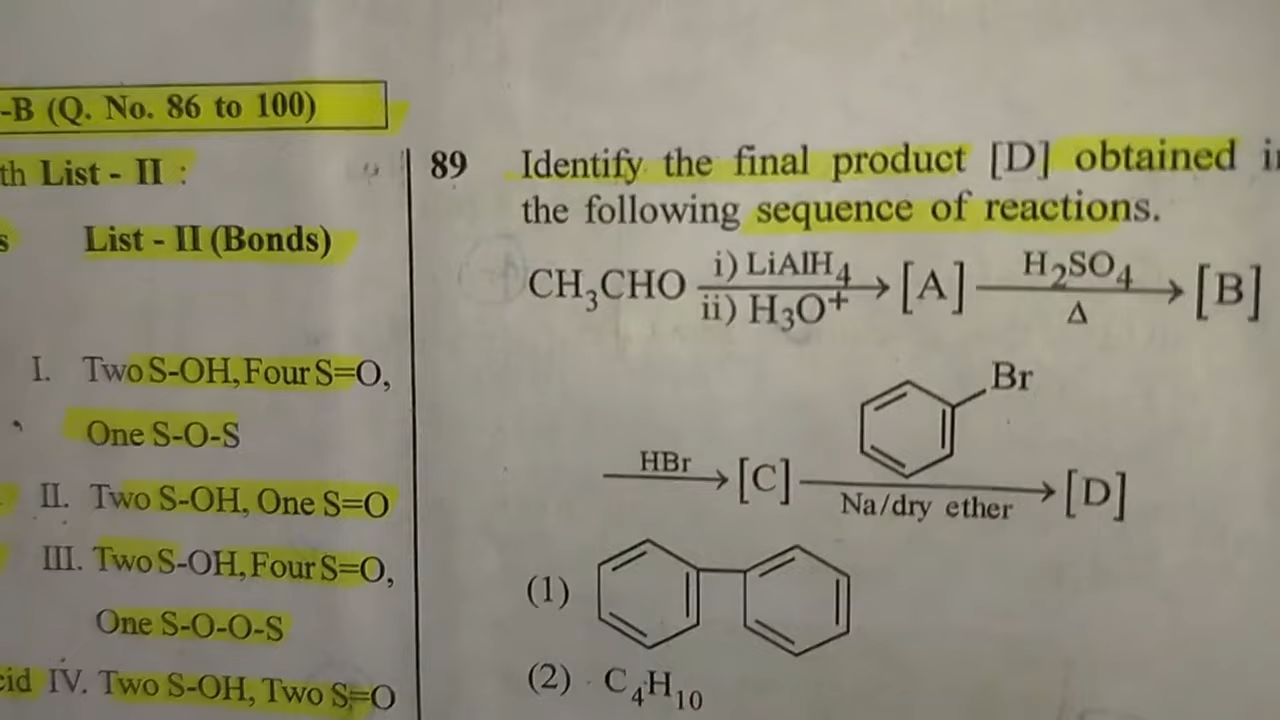 -B (Q. No. 86 to 100)
th List - II :
List - II (Bonds)
I. Two S-OH, Four S=O,
One S-O-S
II. Two S-OH, One S=O
III. Two S-OH, Four S=O,
One S-O-O-S
cid IV. Two S-OH, Two S=O
89 Identify the final product [D] obtained in
the following sequence of reactions.
CH₃CHO i) LiAlH₄ ii) H₃O⁺ → [A] H₂SO₄ Δ → [B]
Br
HBr → [C] Na/dry ether → [D]
(1)
(2) C₄H₁₀